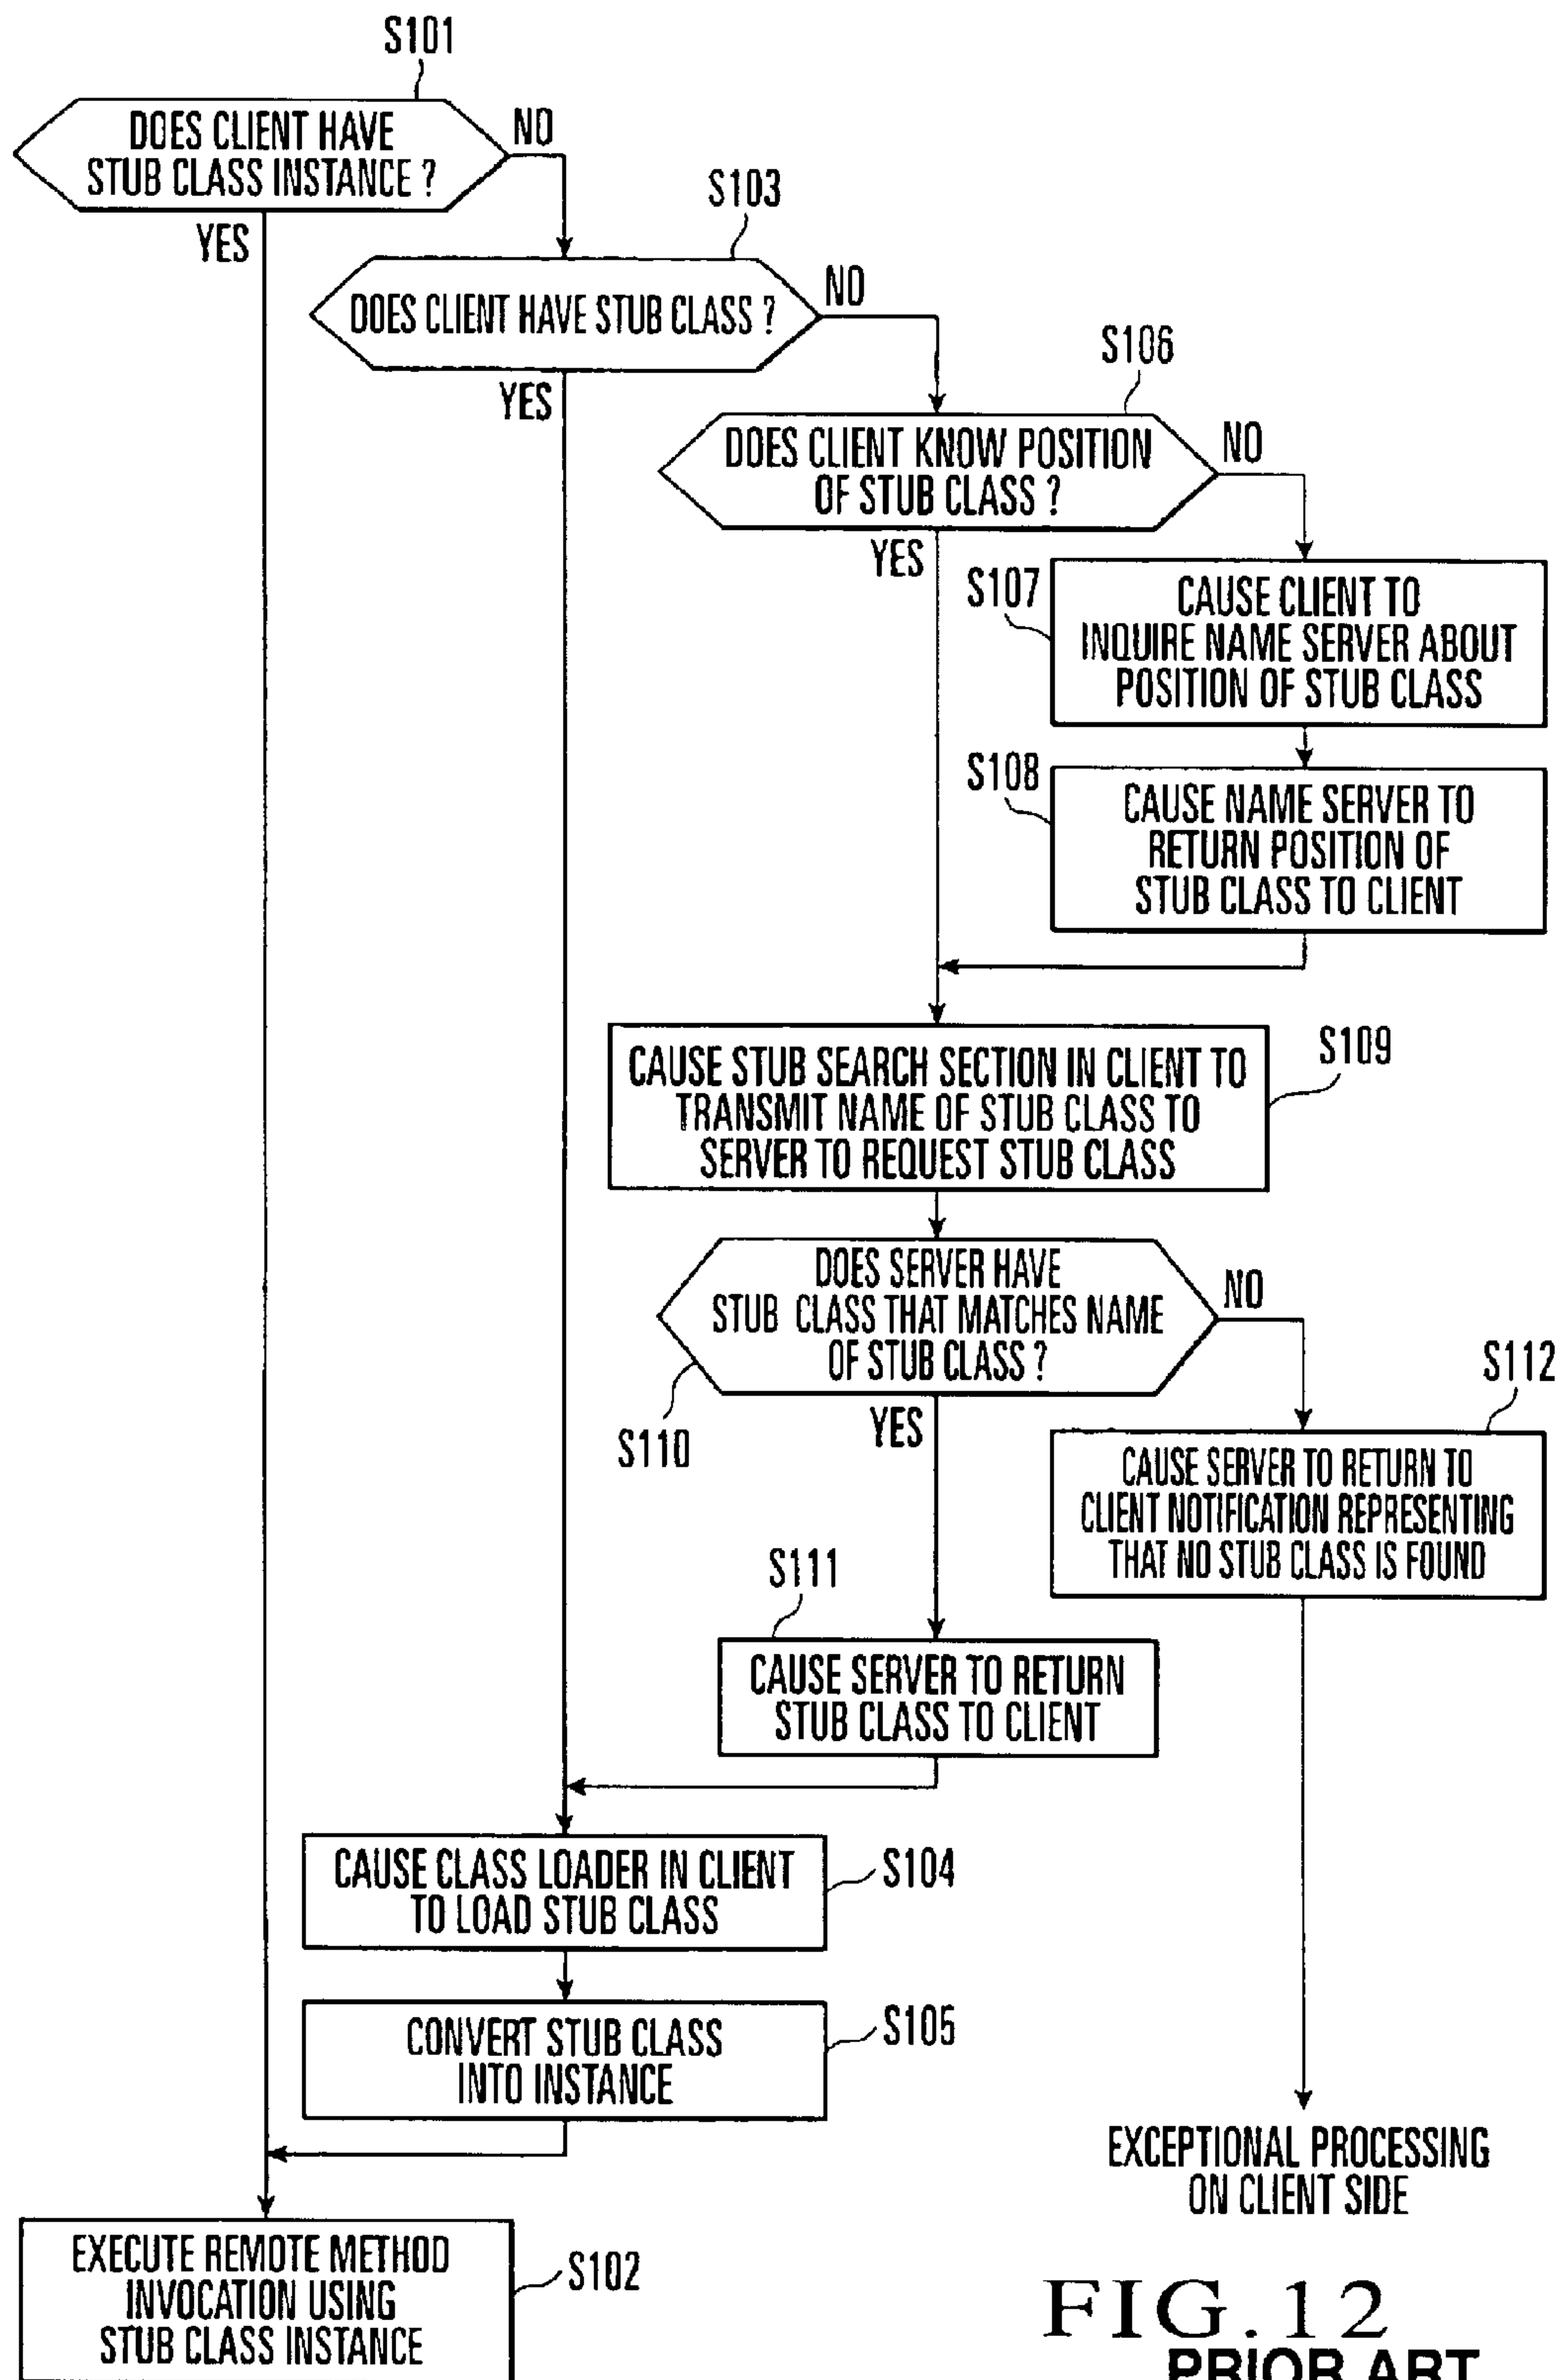 S101
DOES CLIENT HAVE
STUB CLASS INSTANCE ?
NO
YES
S103
DOES CLIENT HAVE STUB CLASS ?
NO
YES
S106
DOES CLIENT KNOW POSITION
OF STUB CLASS ?
NO
YES
S107
CAUSE CLIENT TO
INQUIRE NAME SERVER ABOUT
POSITION OF STUB CLASS
S108
CAUSE NAME SERVER TO
RETURN POSITION OF
STUB CLASS TO CLIENT
S109
CAUSE STUB SEARCH SECTION IN CLIENT TO
TRANSMIT NAME OF STUB CLASS TO
SERVER TO REQUEST STUB CLASS
DOES SERVER HAVE
STUB CLASS THAT MATCHES NAME
OF STUB CLASS ?
NO
S110
YES
S112
CAUSE SERVER TO RETURN TO
CLIENT NOTIFICATION REPRESENTING
THAT NO STUB CLASS IS FOUND
S111
CAUSE SERVER TO RETURN
STUB CLASS TO CLIENT
CAUSE CLASS LOADER IN CLIENT
TO LOAD STUB CLASS
S104
CONVERT STUB CLASS
INTO INSTANCE
S105
EXCEPTIONAL PROCESSING
ON CLIENT SIDE
EXECUTE REMOTE METHOD
INVOCATION USING
STUB CLASS INSTANCE
S102
FIG.12
PRIOR ART